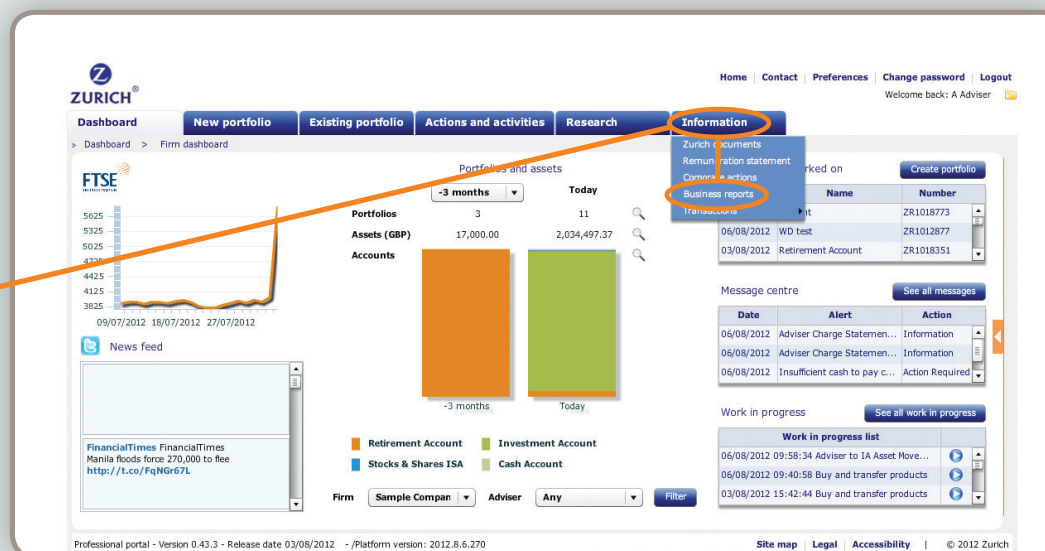 Home | Contact | Preferences | Change password | Logout
ZURICH®
Welcome back: A Adviser
Dashboard New portfolio Existing portfolio Actions and activities Research Information
» Dashboard > Firm dashboard
Zurich documents
Remuneration statement
Corporate actions
Business reports
Transactions
FTSE
Portfolios and assets
-3 months Today
Portfolios 3 11
Assets (GBP) 17,000.00 2,034,497.37
Accounts
5625
5325
5025
4725
4425
4125
3825
09/07/2012 18/07/2012 27/07/2012
-3 months Today
Retirement Account Investment Account
Stocks & Shares ISA Cash Account
Firm Sample Compan Adviser Any Filter
News feed
FinancialTimes FinancialTimes
Manila floods force 270,000 to flee
http://t.co/FqNGr67L
rked on Create portfolio
Name Number
nt ZR1018773
06/08/2012 WD test ZR1012877
03/08/2012 Retirement Account ZR1018351
Message centre See all messages
Date Alert Action
06/08/2012 Adviser Charge Statemen... Information
06/08/2012 Adviser Charge Statemen... Information
06/08/2012 Insufficient cash to pay c... Action Required
Work in progress See all work in progress
Work in progress list
06/08/2012 09:58:34 Adviser to IA Asset Move...
06/08/2012 09:40:58 Buy and transfer products
03/08/2012 15:42:44 Buy and transfer products
Professional portal - Version 0.43.3 - Release date 03/08/2012 - /Platform version: 2012.8.6.270
Site map | Legal | Accessibility | © 2012 Zurich